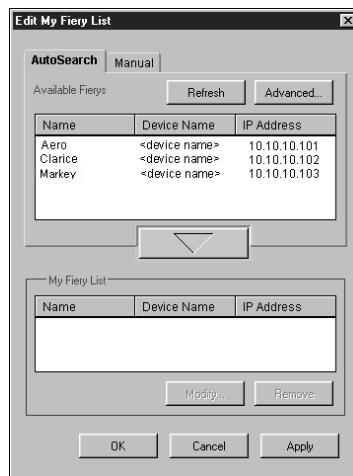 Edit My Fiery List
AutoSearch Manual
Available Fierys Refresh Advanced...
Name Device Name IP Address
Aero <device name> 10.10.10.101
Clarice <device name> 10.10.10.102
Markey <device name> 10.10.10.103
My Fiery List
Name Device Name IP Address
Modify... Remove
OK Cancel Apply